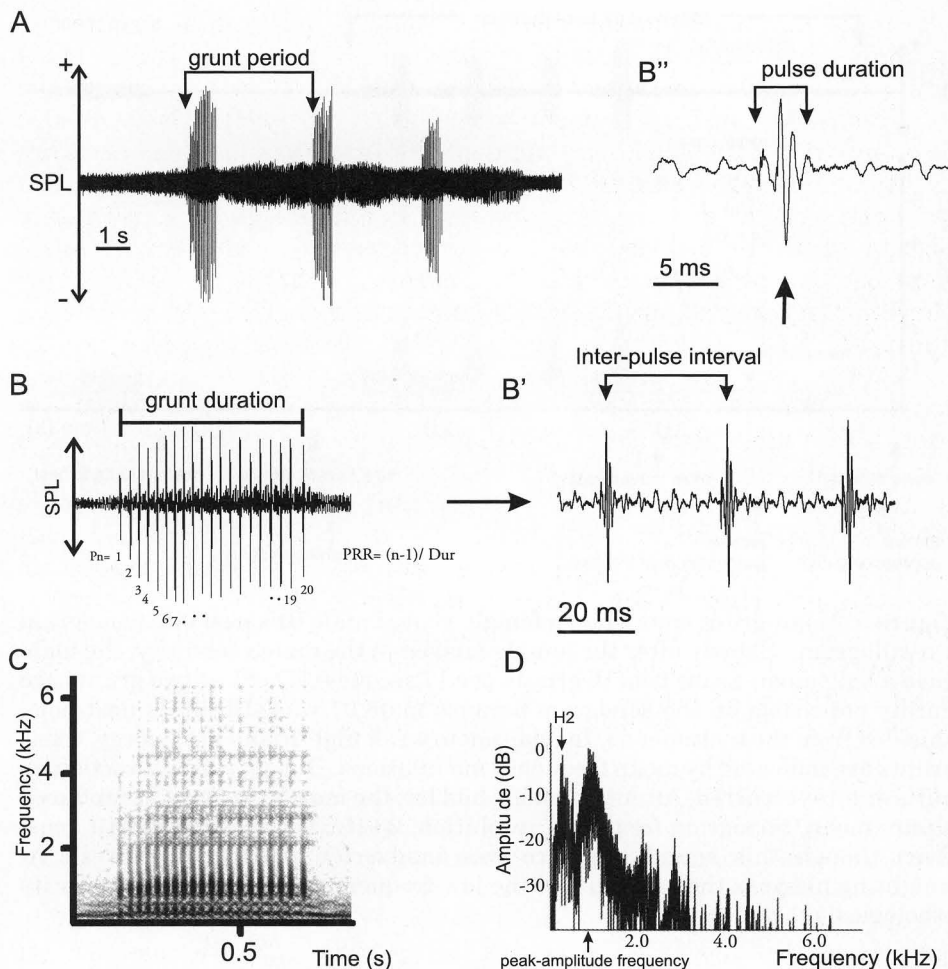 A
+
grunt period
SPL
1 s
-
B''
pulse duration
5 ms
B
grunt duration
SPL
Pn= 1
2
3
4
5
6
7
. . .
..19
20
PRR= (n-1)/ Dur
B'
Inter-pulse interval
20 ms
C
Frequency (kHz)
6
4
2
0.5
Time (s)
D
H2
Amplitu e (dB)
0
-10
-20
-30
2.0
4.0
6.0
peak-amplitude frequency
Frequency (kHz)